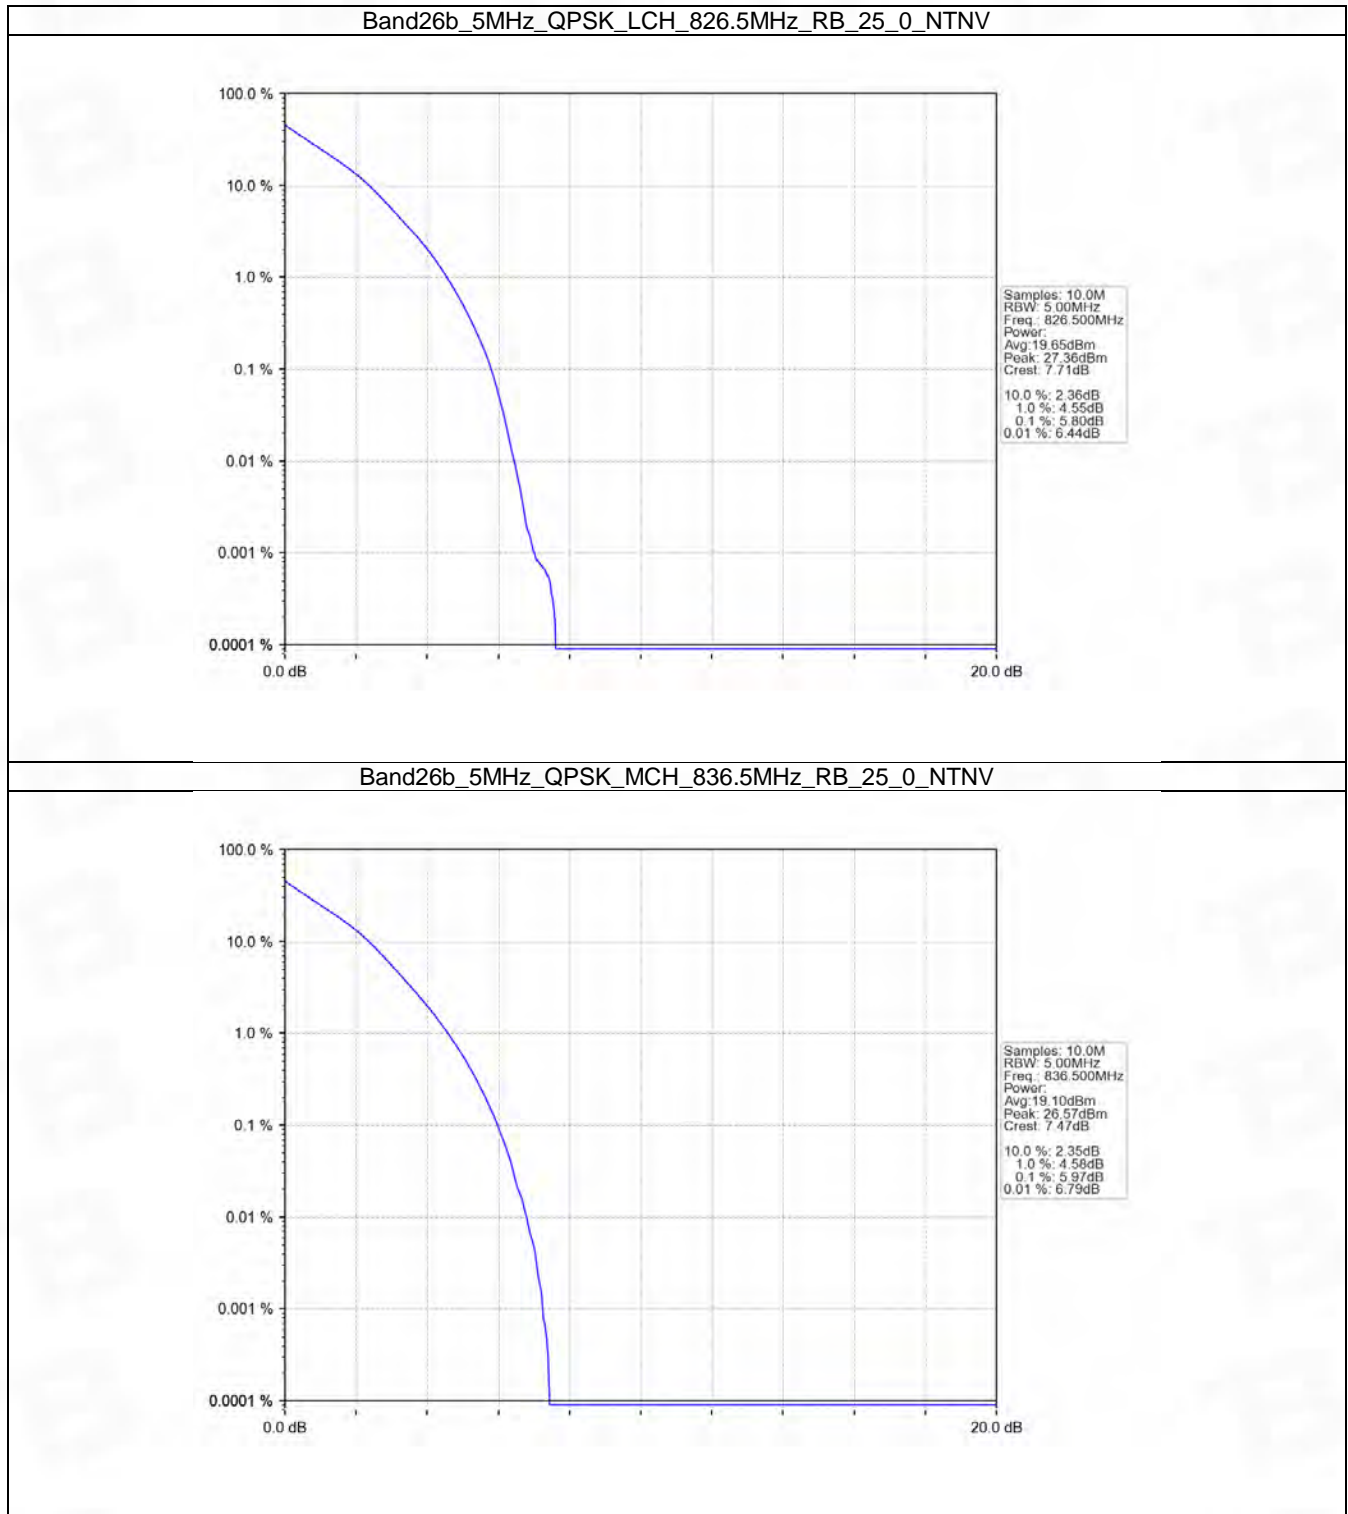 Band26b_5MHz_QPSK_LCH_826.5MHz_RB_25_0_NTNV
100.0 %
10.0 %
1.0 %
0.1 %
0.01 %
0.001 %
0.0001 %
0.0 dB
20.0 dB
Samples: 10.0M
RBW: 5.00MHz
Freq.: 826.500MHz
Power:
Avg:19.65dBm
Peak: 27.36dBm
Crest: 7.71dB
10.0 %: 2.36dB
1.0 %: 4.55dB
0.1 %: 5.80dB
0.01 %: 6.44dB
Band26b_5MHz_QPSK_MCH_836.5MHz_RB_25_0_NTNV
100.0 %
10.0 %
1.0 %
0.1 %
0.01 %
0.001 %
0.0001 %
0.0 dB
20.0 dB
Samples: 10.0M
RBW: 5.00MHz
Freq.: 836.500MHz
Power:
Avg:19.10dBm
Peak: 26.57dBm
Crest: 7.47dB
10.0 %: 2.35dB
1.0 %: 4.58dB
0.1 %: 5.97dB
0.01 %: 6.79dB